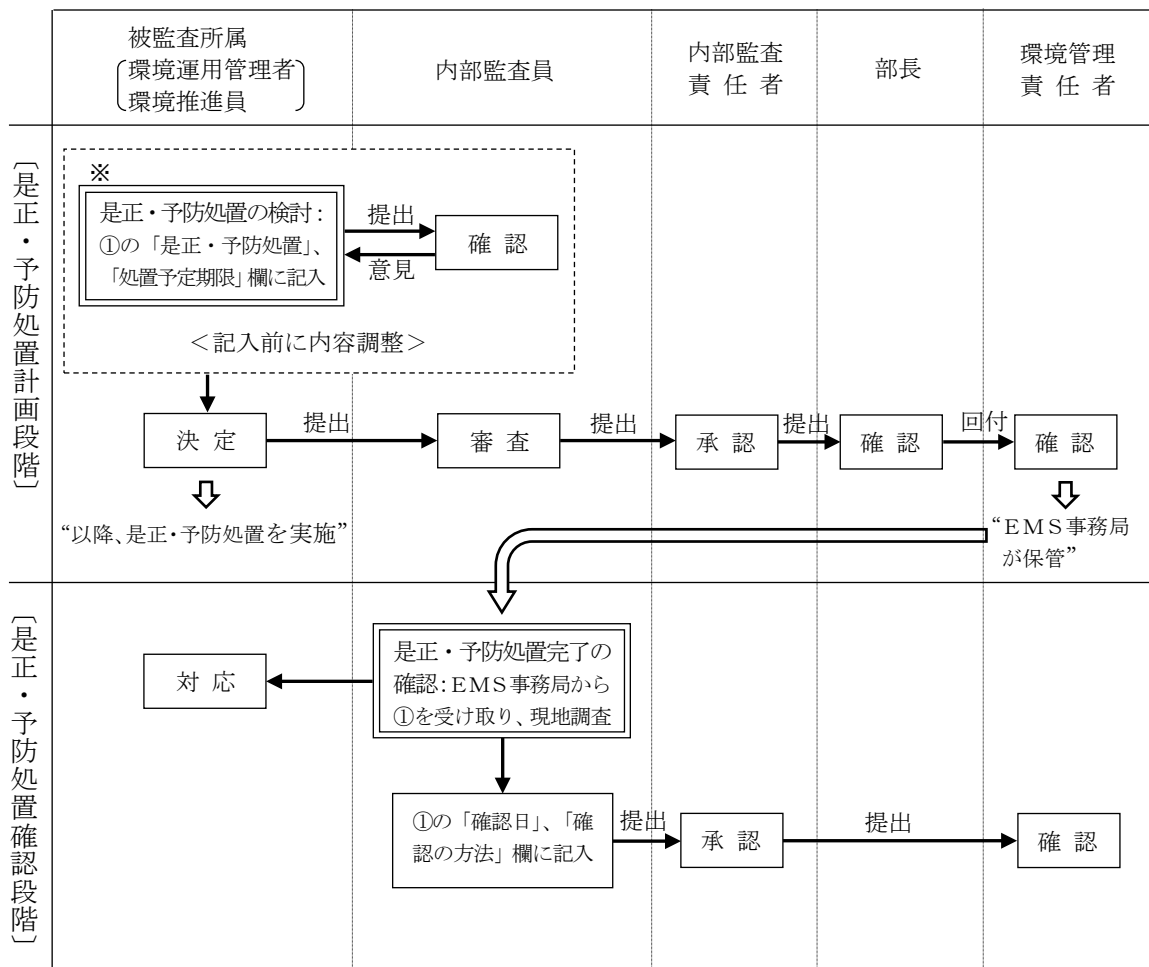 被監査所属
環境運用管理者
環境推進員
内部監査員
内部監査
責任者
部長
環境管理
責任者
〔是正・予防処置計画段階〕
※
是正・予防処置の検討：
①の「是正・予防処置」、
「処置予定期限」欄に記入
提出
意見
確認
＜記入前に内容調整＞
決定
提出
審査
提出
承認
提出
確認
回付
確認
“以降、是正・予防処置を実施”
“ＥＭＳ事務局
が保管”
〔是正・予防処置確認段階〕
対応
是正・予防処置完了の
確認：ＥＭＳ事務局から
①を受け取り、現地調査
①の「確認日」、「確
認の方法」欄に記入
提出
承認
提出
確認